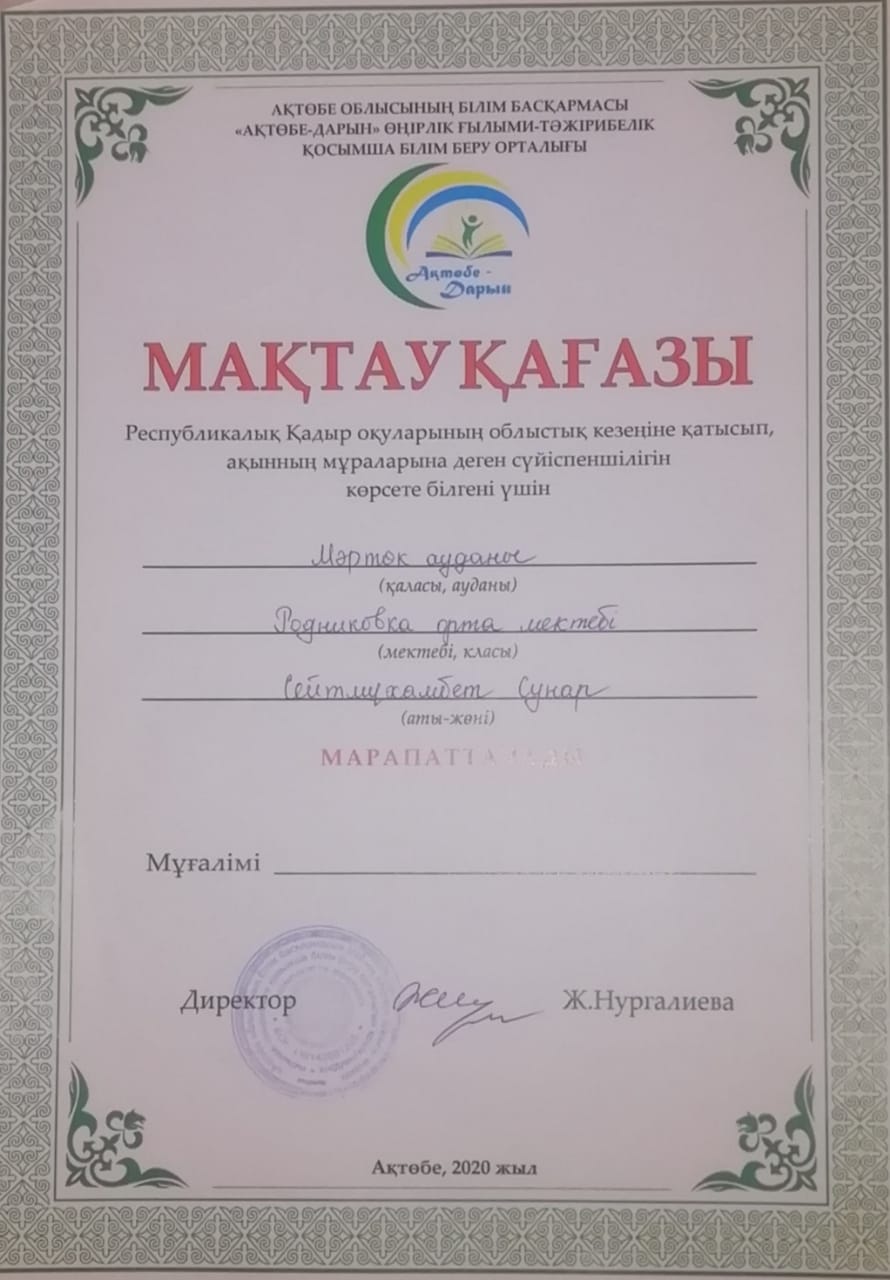 АҚТӨБЕ ОБЛЫСЫНЫҢ БІЛІМ БАСҚАРМАСЫ
«АҚТӨБЕ-ДАРЫН» ӨҢІРЛІК ҒЫЛЫМИ-ТӘЖІРИБЕЛІК
ҚОСЫМША БІЛІМ БЕРУ ОРТАЛЫҒЫ
Ақтөбе -
Дарын
МАҚТАУ ҚАҒАЗЫ
Республикалық Қадыр оқуларының облыстық кезеңіне қатысып,
ақынның мұраларына деген сүйіспеншілігін
көрсете білгені үшін
Мәртөк ауданы
(қаласы, ауданы)
Родниковка орта мектебі
(мектебі, класы)
Сейтмұхамбет Сұнар
(аты-жөні)
МАРАПАТТАЛАДЫ
Мұғалімі
Директор Ж.Нургалиева
Ақтөбе, 2020 жыл